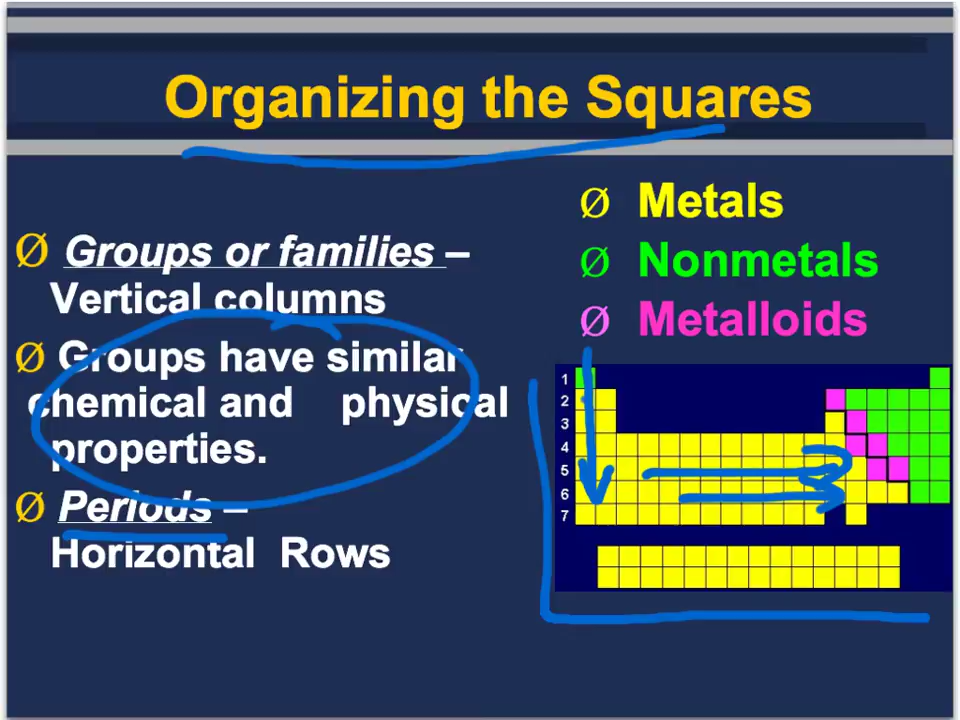 Organizing the Squares
Ø Groups or families –
Vertical columns
Ø Groups have similar
chemical and physical
properties.
Ø Periods –
Horizontal Rows
Ø Metals
Ø Nonmetals
Ø Metalloids
1
2
3
4
5
6
7